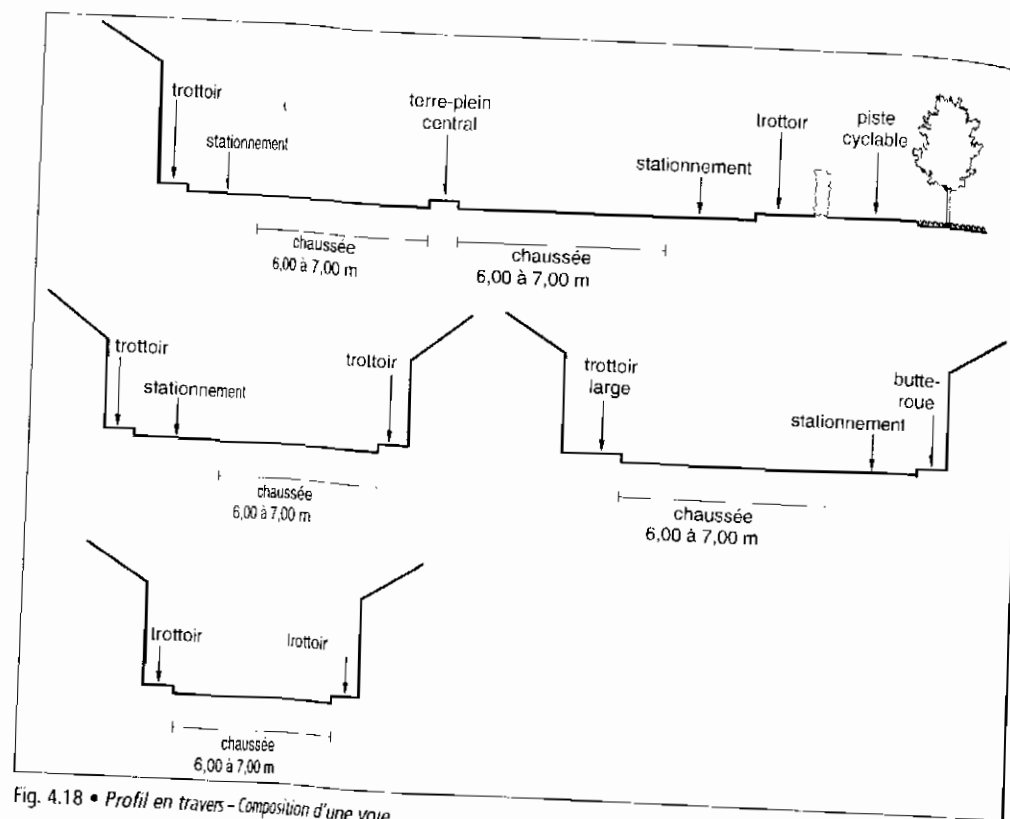 trottoir
stationnement
terre-plein
central
stationnement
trottoir
piste
cyclable
chaussée
6,00 à 7,00 m
chaussée
6,00 à 7,00 m
trottoir
stationnement
trottoir
chaussée
6,00 à 7,00 m
trottoir
large
stationnement
butte-
roue
chaussée
6,00 à 7,00 m
trottoir
trottoir
chaussée
6,00 à 7,00 m
Fig. 4.18 • Profil en travers – Composition d'une voie